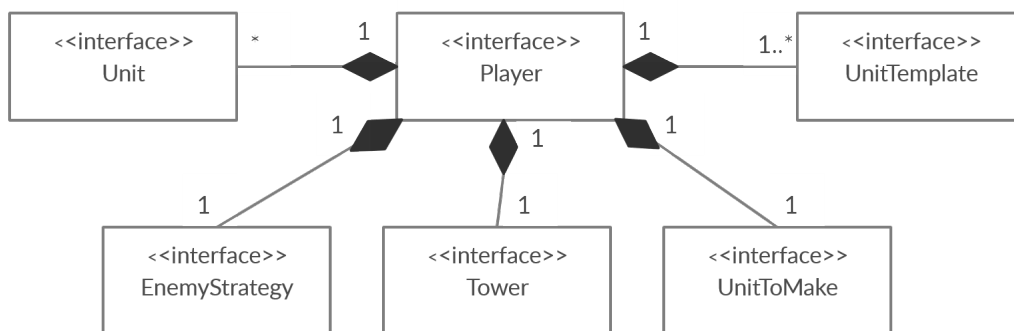 <<interface>>
Unit
*
1
<<interface>>
Player
1
1..*
<<interface>>
UnitTemplate
1
1
1
1
1
1
<<interface>>
EnemyStrategy
<<interface>>
Tower
<<interface>>
UnitToMake